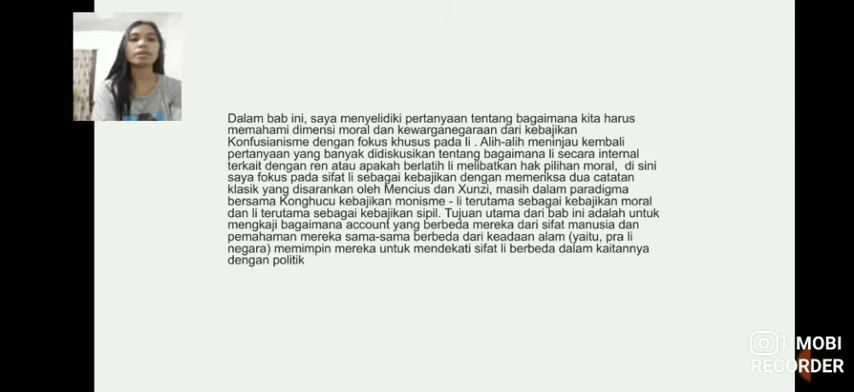 Dalam bab ini, saya menyelidiki pertanyaan tentang bagaimana kita harus
memahami dimensi moral dan kewarganegaraan dari kebajikan
Konfusianisme dengan fokus khusus pada li . Alih-alih meninjau kembali
pertanyaan yang banyak didiskusikan tentang bagaimana li secara internal
terkait dengan ren atau apakah berlatih li melibatkan hak pilihan moral, di sini
saya fokus pada sifat li sebagai kebajikan dengan memeriksa dua catatan
klasik yang disarankan oleh Mencius dan Xunzi, masih dalam paradigma
bersama Konghucu kebajikan monisme - li terutama sebagai kebajikan moral
dan li terutama sebagai kebajikan sipil. Tujuan utama dari bab ini adalah untuk
mengkaji bagaimana account yang berbeda mereka dari sifat manusia dan
pemahaman mereka sama-sama berbeda dari keadaan alam (yaitu, pra li
negara) memimpin mereka untuk mendekati sifat li berbeda dalam kaitannya
dengan politik
MOBI
RECORDER